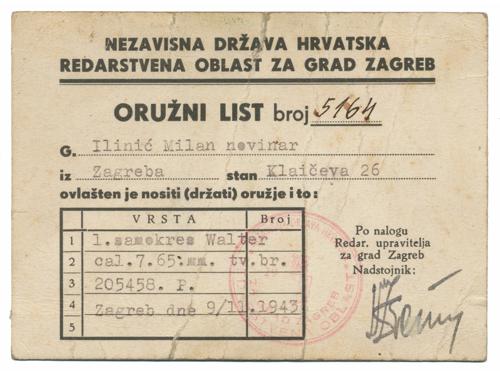 NEZAVISNA DRŽAVA HRVATSKA
REDARSTVENA OBLAST ZA GRAD ZAGREB
ORUŽNI LIST broj 5164
G. Ilinić Milan novinar
iz Zagreba stan Klaićeva 26
ovlašten je nositi (držati) oružje i to:
VRSTA Broj
1 1.samokres Walter
2 cal.7.65.mm. tv.br.
3 205458. P.
4 Zagreb dne 9/11.1943
5
Po nalogu
Redar. upravitelja
za grad Zagreb
Nadstojnik: